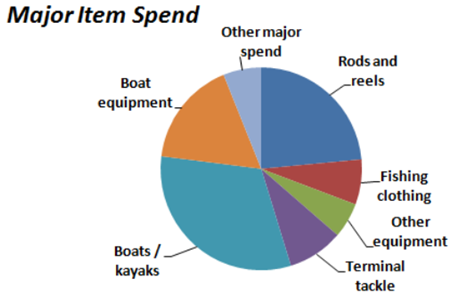 Major Item Spend
Other major
spend
Rods and
reels
Boat
equipment
Fishing
clothing
Other
equipment
Boats /
kayaks
Terminal
tackle